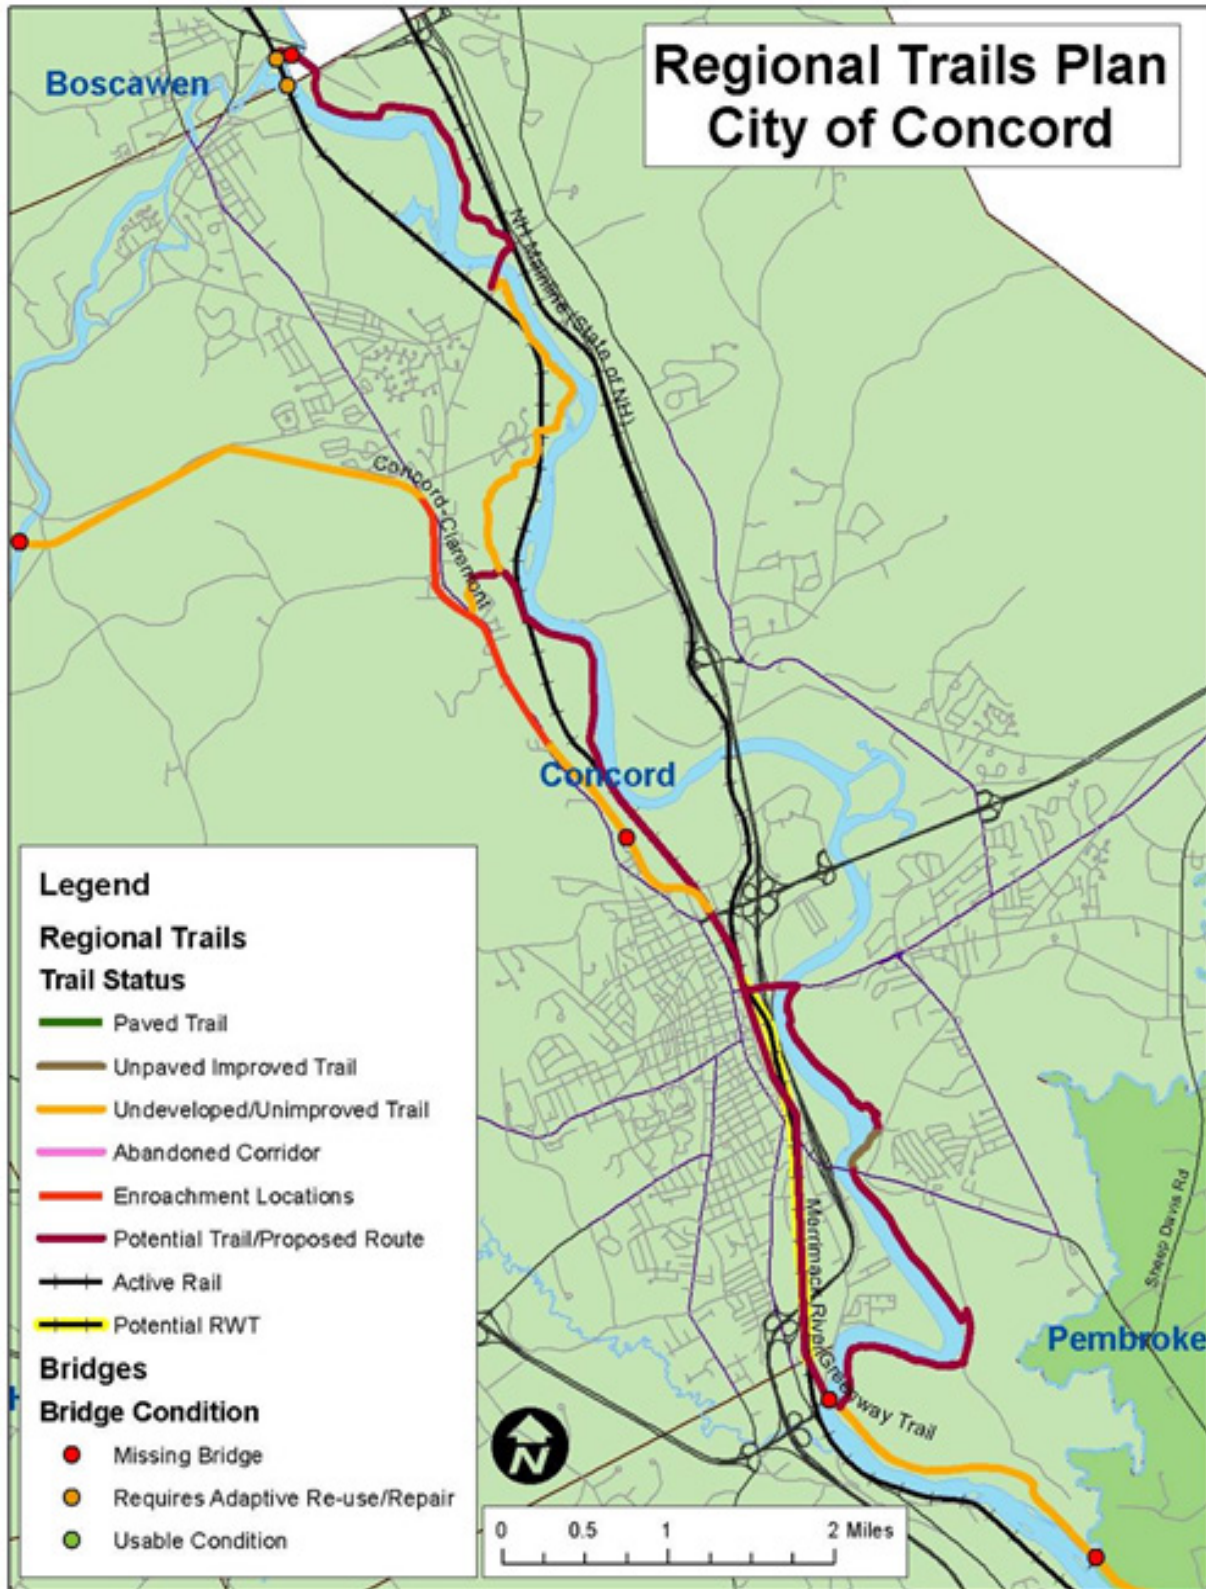 Regional Trails Plan
City of Concord
Boscawen
NH Mainline (State of NH)
Concord-Claremont
Concord
Merrimack River Greenway Trail
Sheep Davis Rd
Pembroke
Legend
Regional Trails
Trail Status
Paved Trail
Unpaved Improved Trail
Undeveloped/Unimproved Trail
Abandoned Corridor
Enroachment Locations
Potential Trail/Proposed Route
Active Rail
Potential RWT
Bridges
Bridge Condition
Missing Bridge
Requires Adaptive Re-use/Repair
Usable Condition
N
0 0.5 1 2 Miles